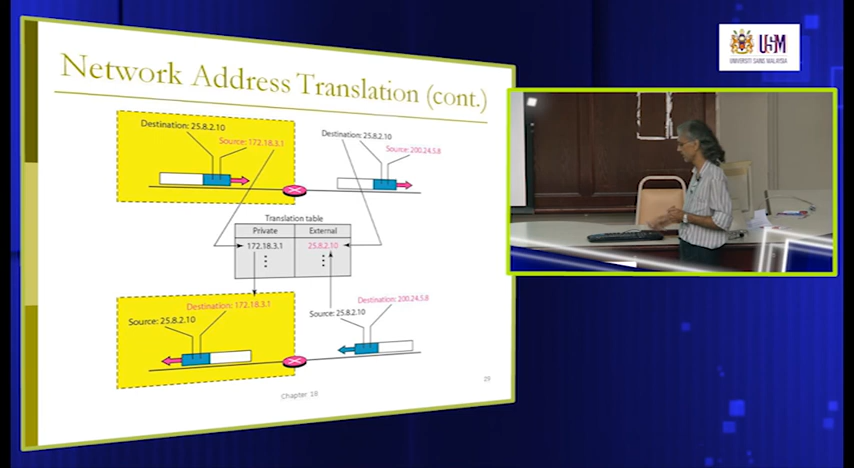 Network Address Translation (cont.)
Destination: 25.8.2.10
Source: 172.18.3.1
Destination: 25.8.2.10
Source: 200.24.5.8
Translation table
Private External
172.18.3.1 25.8.2.10
Destination: 172.18.3.1
Source: 25.8.2.10
Destination: 200.24.5.8
Source: 25.8.2.10
Chapter 18
29
USM
UNIVERSITI SAINS MALAYSIA